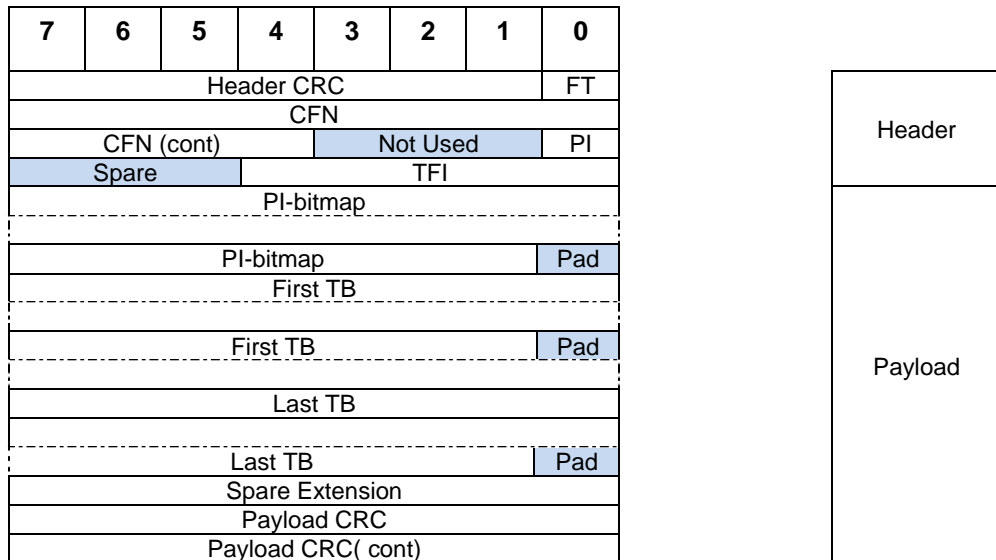 7 6 5 4 3 2 1 0
Header CRC FT
CFN
CFN (cont) Not Used PI
Spare TFI
PI-bitmap
PI-bitmap Pad
First TB
First TB Pad
Last TB
Last TB Pad
Spare Extension
Payload CRC
Payload CRC( cont)
Header
Payload